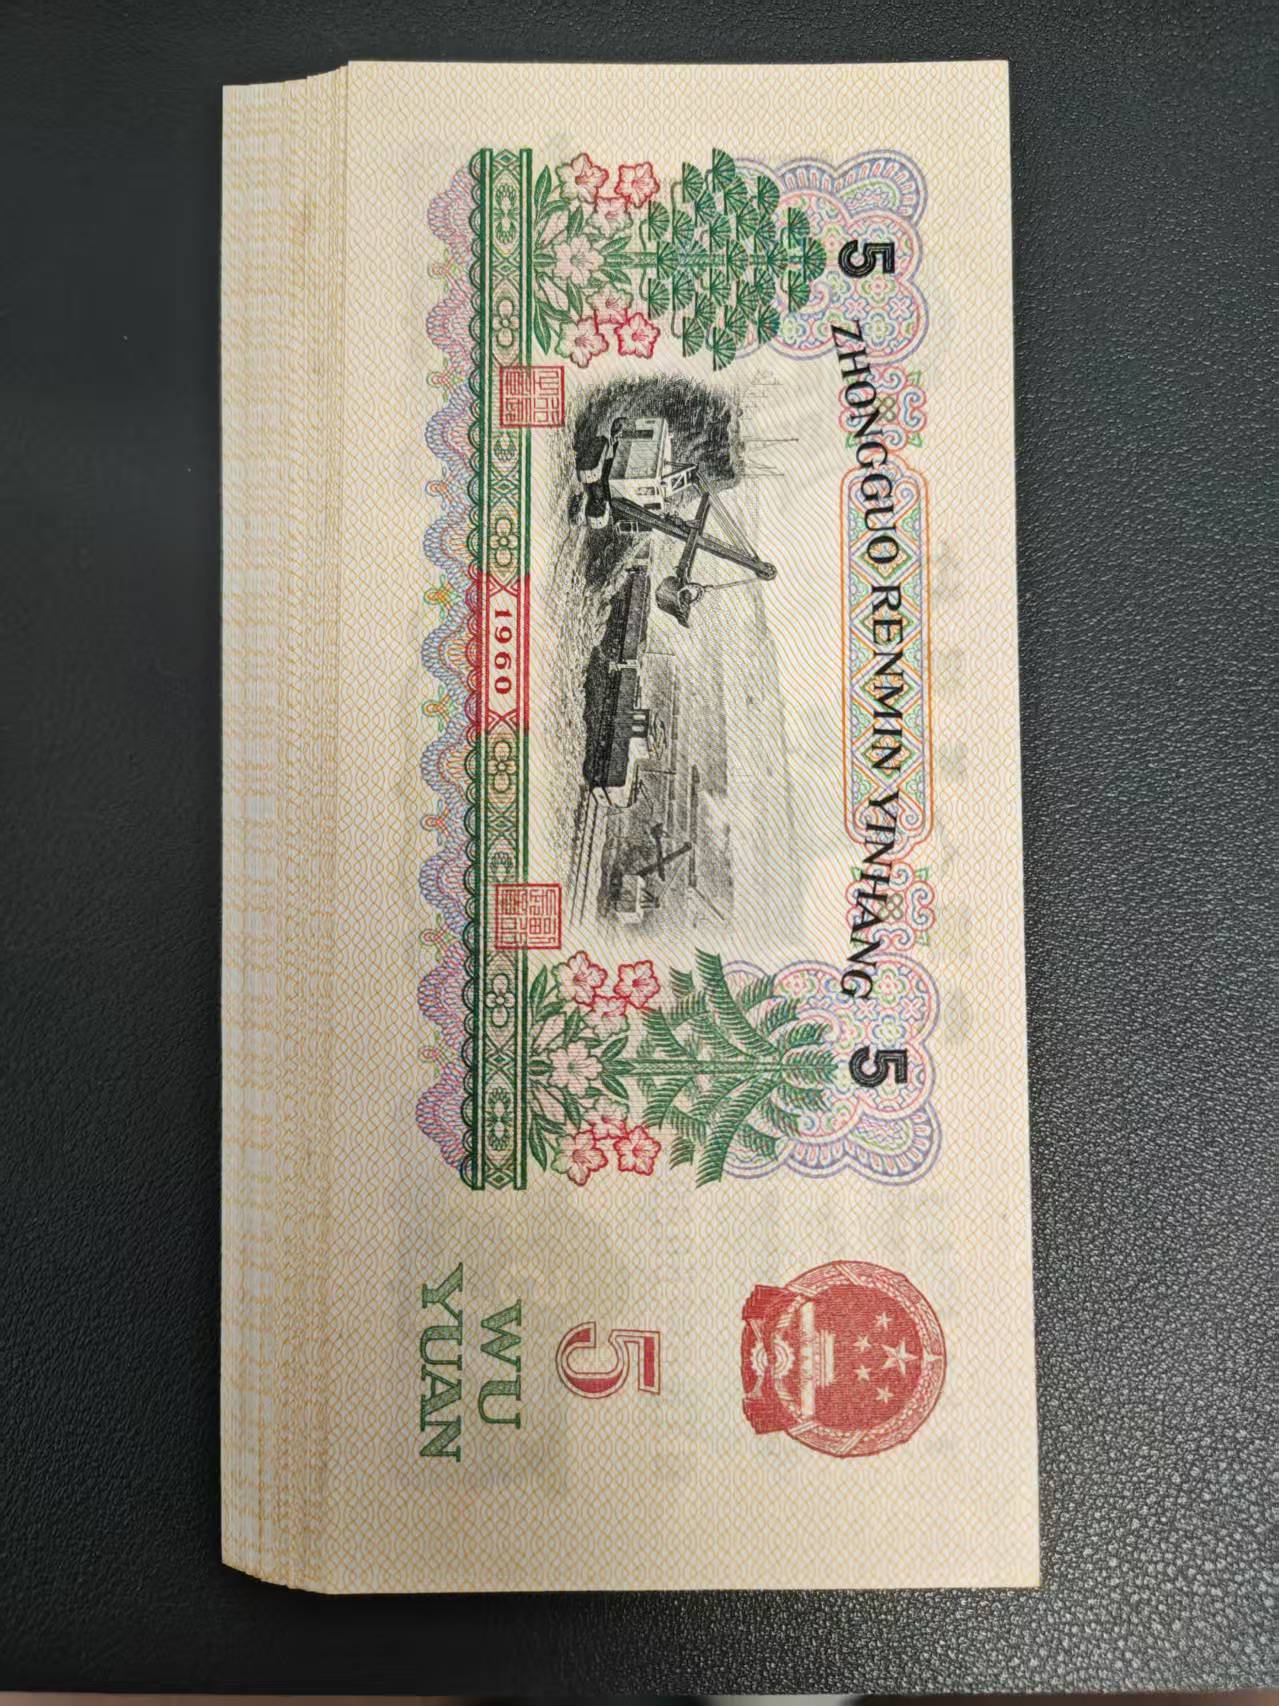 5 ZHONGGUO RENMIN YINHANG 5
5
1960
WU
YUAN